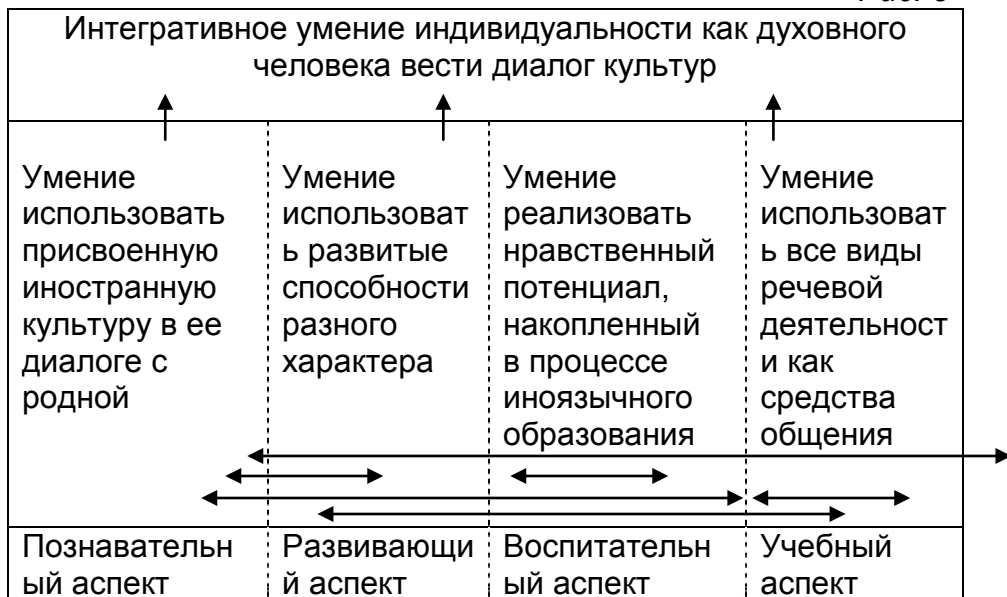 Интегративное умение индивидуальности как духовного
человека вести диалог культур
Умение
использовать
присвоенную
иностранную
культуру в ее
диалоге с
родной
Умение
использоват
ь развитые
способности
разного
характера
Умение
реализовать
нравственный
потенциал,
накопленный
в процессе
иноязычного
образования
Умение
использоват
ь все виды
речевой
деятельност
и как
средства
общения
Познавательн
ый аспект
Развивающи
й аспект
Воспитательн
ый аспект
Учебный
аспект